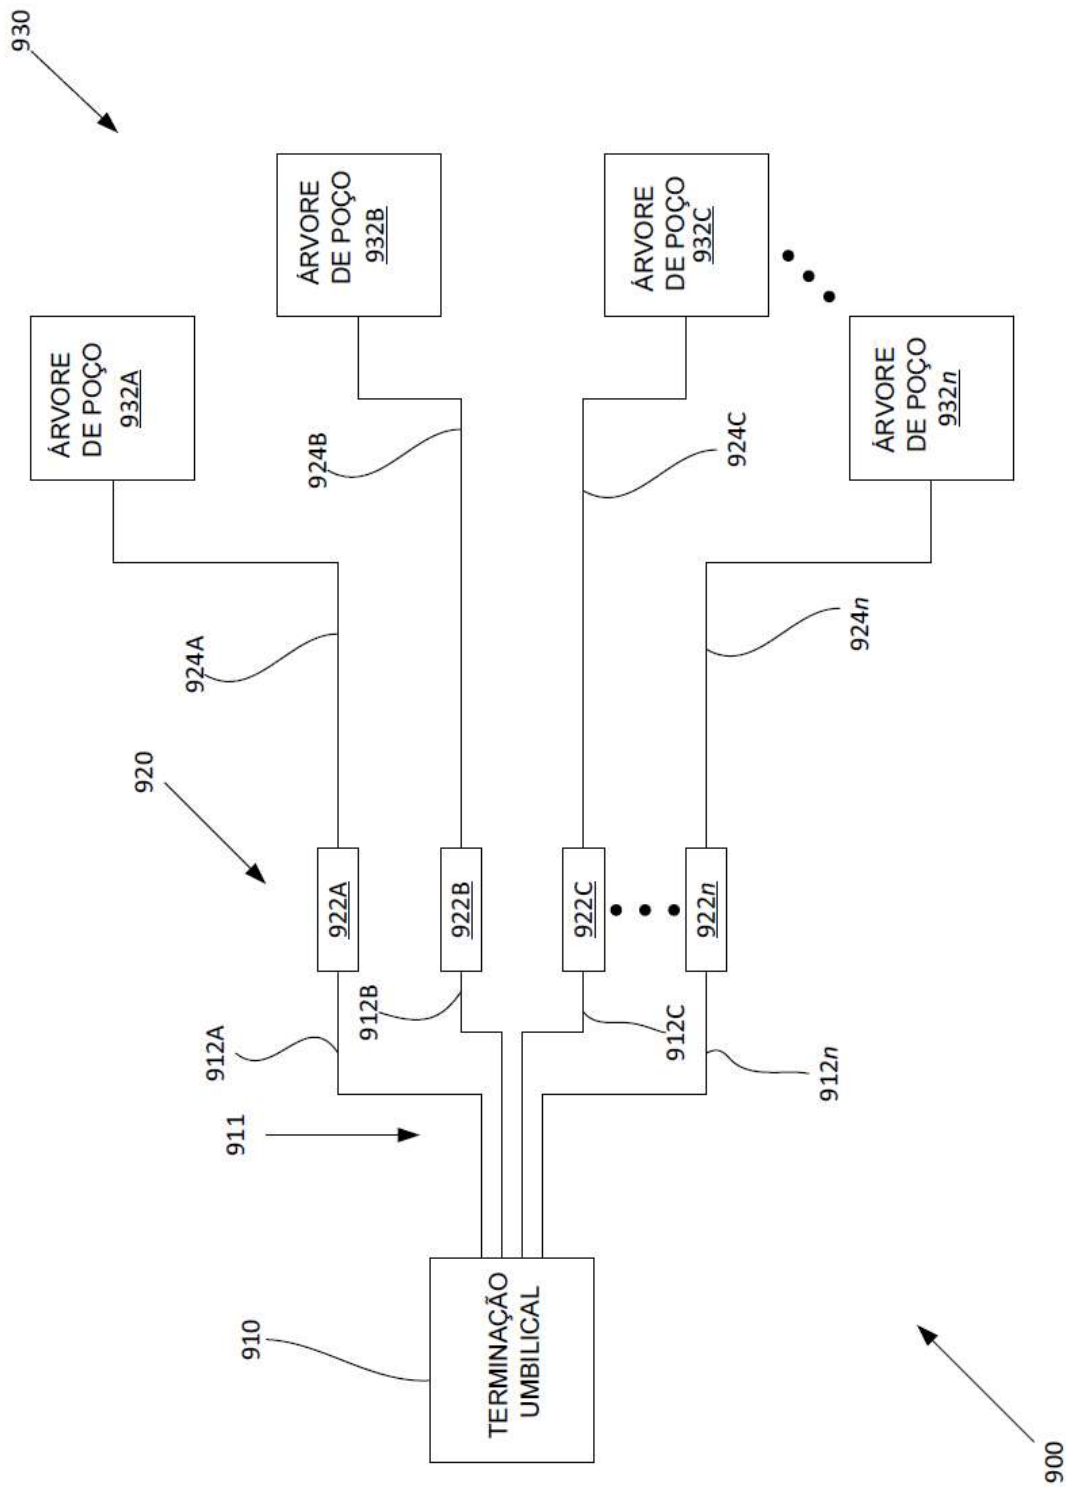 930
ÁRVORE
DE POÇO
932A
ÁRVORE
DE POÇO
932B
ÁRVORE
DE POÇO
932C
ÁRVORE
DE POÇO
932n
924A
924B
924C
924n
920
922A
922B
922C
922n
912A
912B
912C
912n
911
910
TERMINAÇÃO
UMBILICAL
900